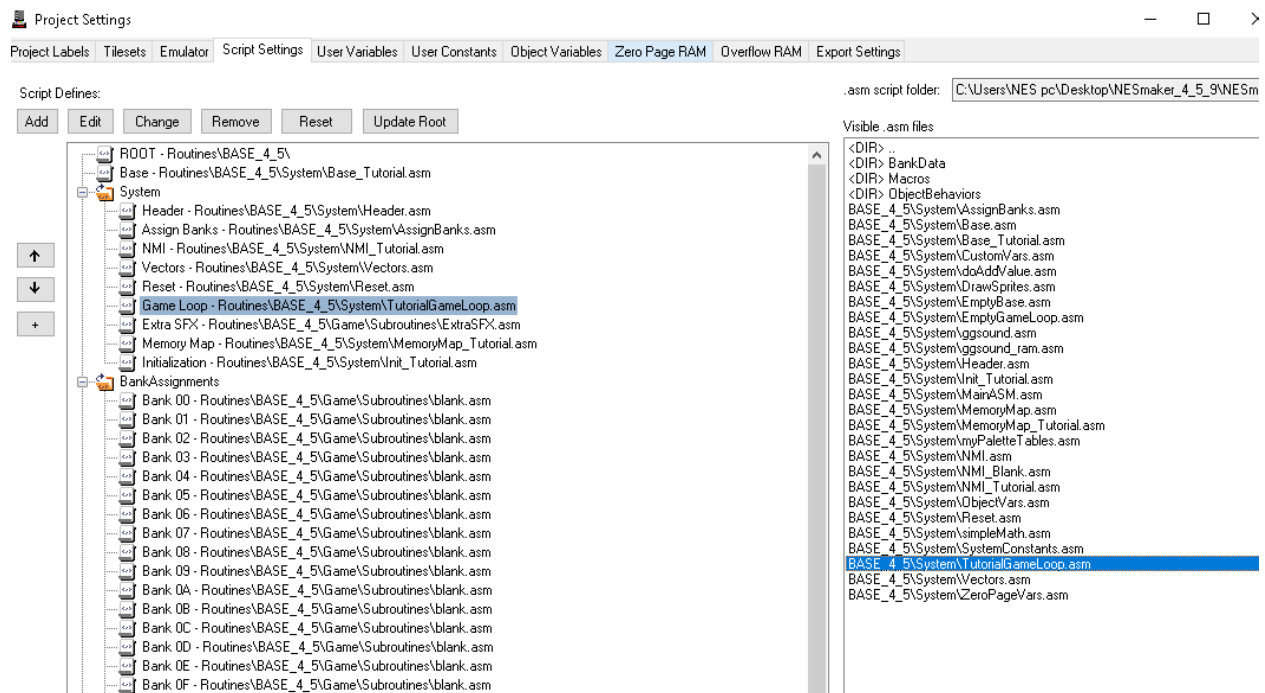 Project Settings
Project Labels Tilesets Emulator Script Settings User Variables User Constants Object Variables Zero Page RAM Overflow RAM Export Settings
Script Defines:
Add Edit Change Remove Reset Update Root
ROOT - Routines\BASE_4_5\
Base - Routines\BASE_4_5\System\Base_Tutorial.asm
System
Header - Routines\BASE_4_5\System\Header.asm
Assign Banks - Routines\BASE_4_5\System\AssignBanks.asm
NMI - Routines\BASE_4_5\System\NMI_Tutorial.asm
Vectors - Routines\BASE_4_5\System\Vectors.asm
Reset - Routines\BASE_4_5\System\Reset.asm
Game Loop - Routines\BASE_4_5\System\TutorialGameLoop.asm
Extra SFX - Routines\BASE_4_5\Game\Subroutines\ExtraSFX.asm
Memory Map - Routines\BASE_4_5\System\MemoryMap_Tutorial.asm
Initialization - Routines\BASE_4_5\System\Init_Tutorial.asm
BankAssignments
Bank 00 - Routines\BASE_4_5\Game\Subroutines\blank.asm
Bank 01 - Routines\BASE_4_5\Game\Subroutines\blank.asm
Bank 02 - Routines\BASE_4_5\Game\Subroutines\blank.asm
Bank 03 - Routines\BASE_4_5\Game\Subroutines\blank.asm
Bank 04 - Routines\BASE_4_5\Game\Subroutines\blank.asm
Bank 05 - Routines\BASE_4_5\Game\Subroutines\blank.asm
Bank 06 - Routines\BASE_4_5\Game\Subroutines\blank.asm
Bank 07 - Routines\BASE_4_5\Game\Subroutines\blank.asm
Bank 08 - Routines\BASE_4_5\Game\Subroutines\blank.asm
Bank 09 - Routines\BASE_4_5\Game\Subroutines\blank.asm
Bank 0A - Routines\BASE_4_5\Game\Subroutines\blank.asm
Bank 0B - Routines\BASE_4_5\Game\Subroutines\blank.asm
Bank 0C - Routines\BASE_4_5\Game\Subroutines\blank.asm
Bank 0D - Routines\BASE_4_5\Game\Subroutines\blank.asm
Bank 0E - Routines\BASE_4_5\Game\Subroutines\blank.asm
Bank 0F - Routines\BASE_4_5\Game\Subroutines\blank.asm
.asm script folder: C:\Users\NES pc\Desktop\NESmaker_4_5_9\NESm
Visible .asm files
<DIR> ..
<DIR> BankData
<DIR> Macros
<DIR> ObjectBehaviors
BASE_4_5\System\AssignBanks.asm
BASE_4_5\System\Base.asm
BASE_4_5\System\Base_Tutorial.asm
BASE_4_5\System\CustomVars.asm
BASE_4_5\System\doAddValue.asm
BASE_4_5\System\DrawSprites.asm
BASE_4_5\System\EmptyBase.asm
BASE_4_5\System\EmptyGameLoop.asm
BASE_4_5\System\ggsound.asm
BASE_4_5\System\ggsound_ram.asm
BASE_4_5\System\Header.asm
BASE_4_5\System\Init_Tutorial.asm
BASE_4_5\System\MainASM.asm
BASE_4_5\System\MemoryMap.asm
BASE_4_5\System\MemoryMap_Tutorial.asm
BASE_4_5\System\myPaletteTables.asm
BASE_4_5\System\NMI.asm
BASE_4_5\System\NMI_Blank.asm
BASE_4_5\System\NMI_Tutorial.asm
BASE_4_5\System\ObjectVars.asm
BASE_4_5\System\Reset.asm
BASE_4_5\System\simpleMath.asm
BASE_4_5\System\SystemConstants.asm
BASE_4_5\System\TutorialGameLoop.asm
BASE_4_5\System\Vectors.asm
BASE_4_5\System\ZeroPageVars.asm